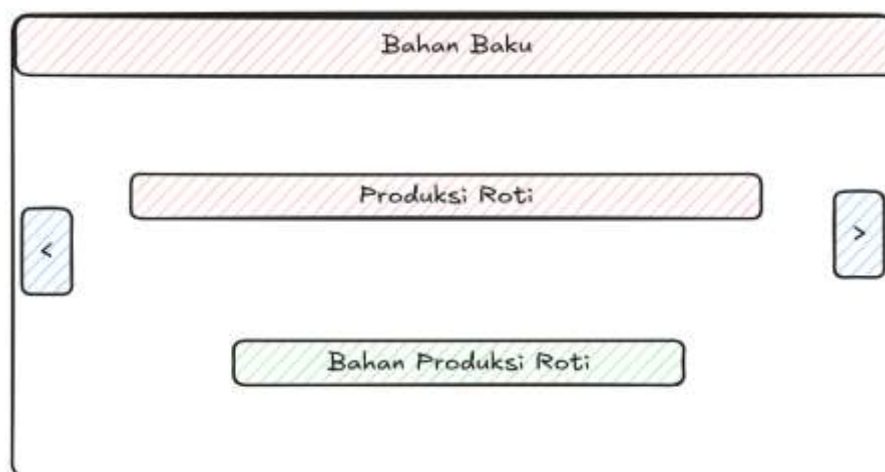 Bahan Baku
Produksi Roti
<
>
Bahan Produksi Roti